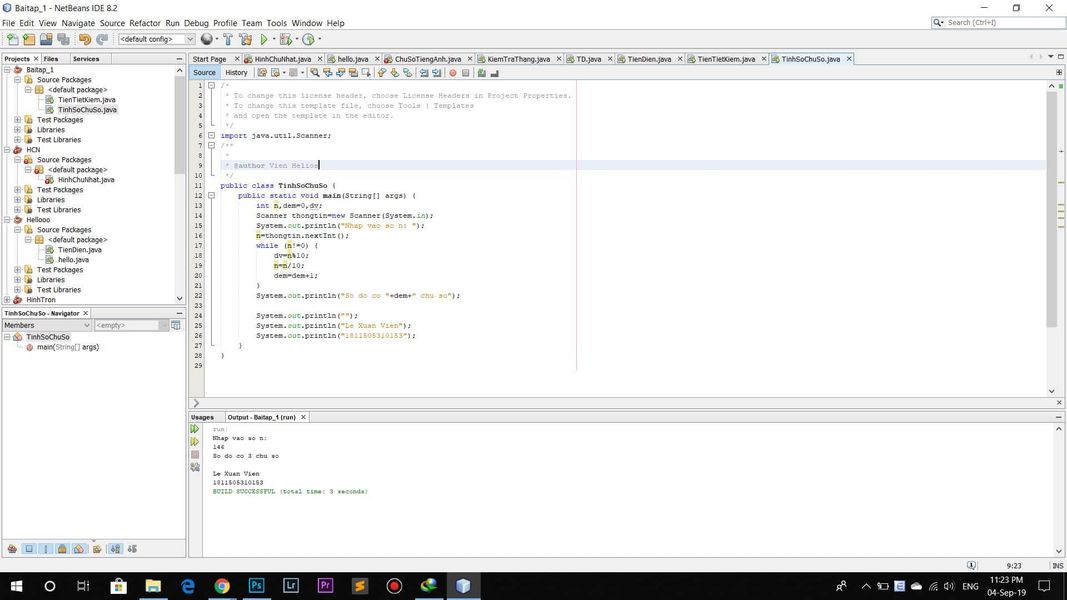 Baitap_1 - NetBeans IDE 8.2
File Edit View Navigate Source Refactor Run Debug Profile Team Tools Window Help
<default config>
Search (Ctrl+I)
Projects Files Services
Start Page HinhChuNhat.java hello.java ChuSoTiengAnh.java KiemTraThang.java TD.java TienDien.java TienTietKiem.java TinhSoChuSo.java
Source History
Baitap_1
Source Packages
<default package>
TienTietKiem.java
TinhSoChuSo.java
Test Packages
Libraries
Test Libraries
HCN
Source Packages
<default package>
HinhChuNhat.java
Test Packages
Libraries
Test Libraries
Hellooo
Source Packages
<default package>
TienDien.java
hello.java
Test Packages
Libraries
Test Libraries
HinhTron
TinhSoChuSo - Navigator
Members <empty>
TinhSoChuSo
main(String[] args)
1 /*
2 * To change this license header, choose License Headers in Project Properties.
3 * To change this template file, choose Tools | Templates
4 * and open the template in the editor.
5 */
6 import java.util.Scanner;
7 /**
8 *
9 * @author Vien Helios
10 */
11 public class TinhSoChuSo {
12 public static void main(String[] args) {
13 int n,dem=0,dv;
14 Scanner thongtin=new Scanner(System.in);
15 System.out.println("Nhap vao so n: ");
16 n=thongtin.nextInt();
17 while (n!=0) {
18 dv=n%10;
19 n=n/10;
20 dem=dem+1;
21 }
22 System.out.println("So do co "+dem+" chu so");
23
24 System.out.println("");
25 System.out.println("Le Xuan Vien");
26 System.out.println("1811505310153");
27 }
28 }
29
Usages Output - Baitap_1 (run)
run:
Nhap vao so n:
146
So do co 3 chu so
Le Xuan Vien
1811505310153
BUILD SUCCESSFUL (total time: 3 seconds)
9:23 INS
Ps Lr Pr
ENG
11:23 PM
04-Sep-19